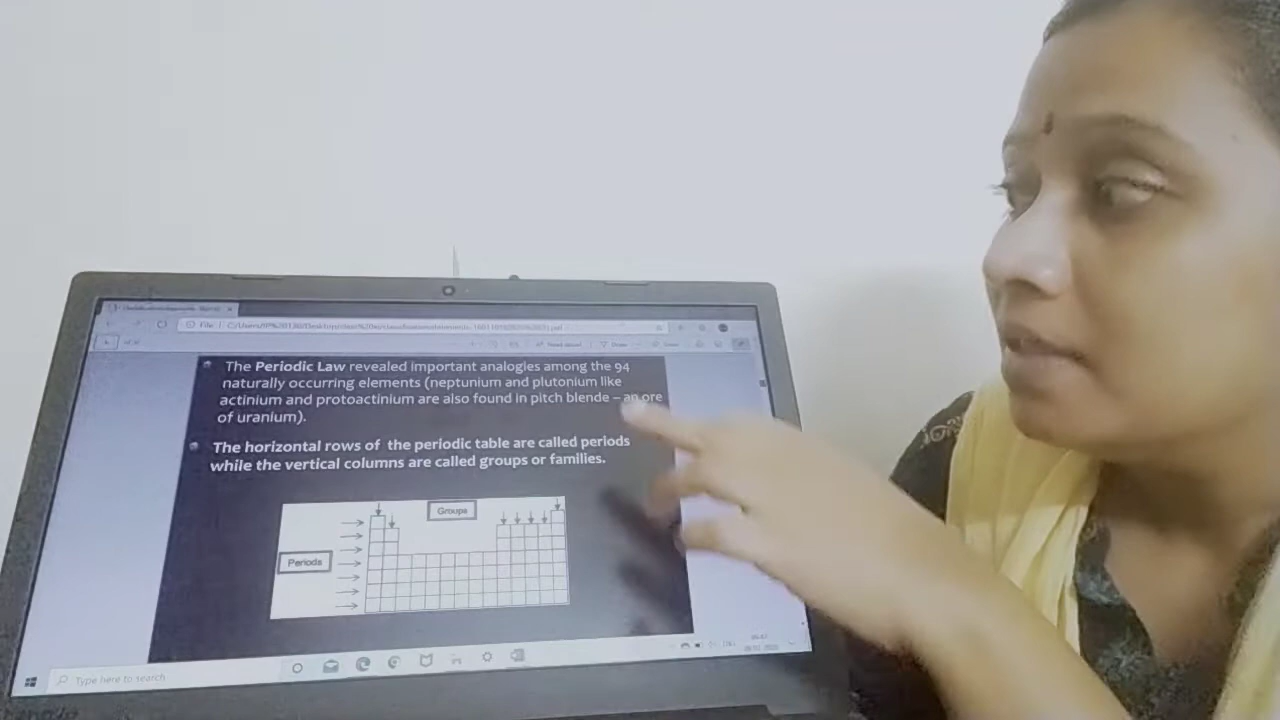 File
The Periodic Law revealed important analogies among the 94
naturally occurring elements (neptunium and plutonium like
actinium and protoactinium are also found in pitch blende – an ore
of uranium).
The horizontal rows of the periodic table are called periods
while the vertical columns are called groups or families.
Groups
Periods
Type here to search